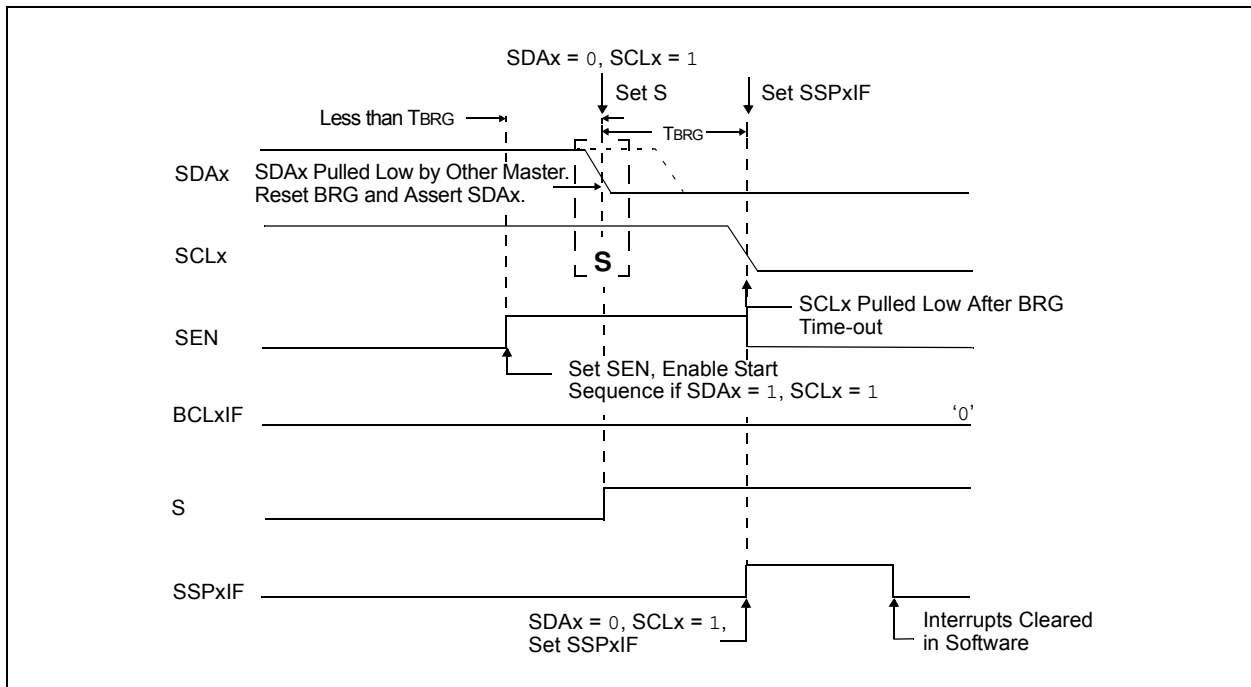 SDAx = 0, SCLx = 1
Set S
Set SSPxIF
Less than TBRG
TBRG
SDAx
SDAx Pulled Low by Other Master.
Reset BRG and Assert SDAx.
SCLx
S
SCLx Pulled Low After BRG
Time-out
SEN
Set SEN, Enable Start
Sequence if SDAx = 1, SCLx = 1
BCLxIF
‘0’
S
SSPxIF
SDAx = 0, SCLx = 1,
Set SSPxIF
Interrupts Cleared
in Software